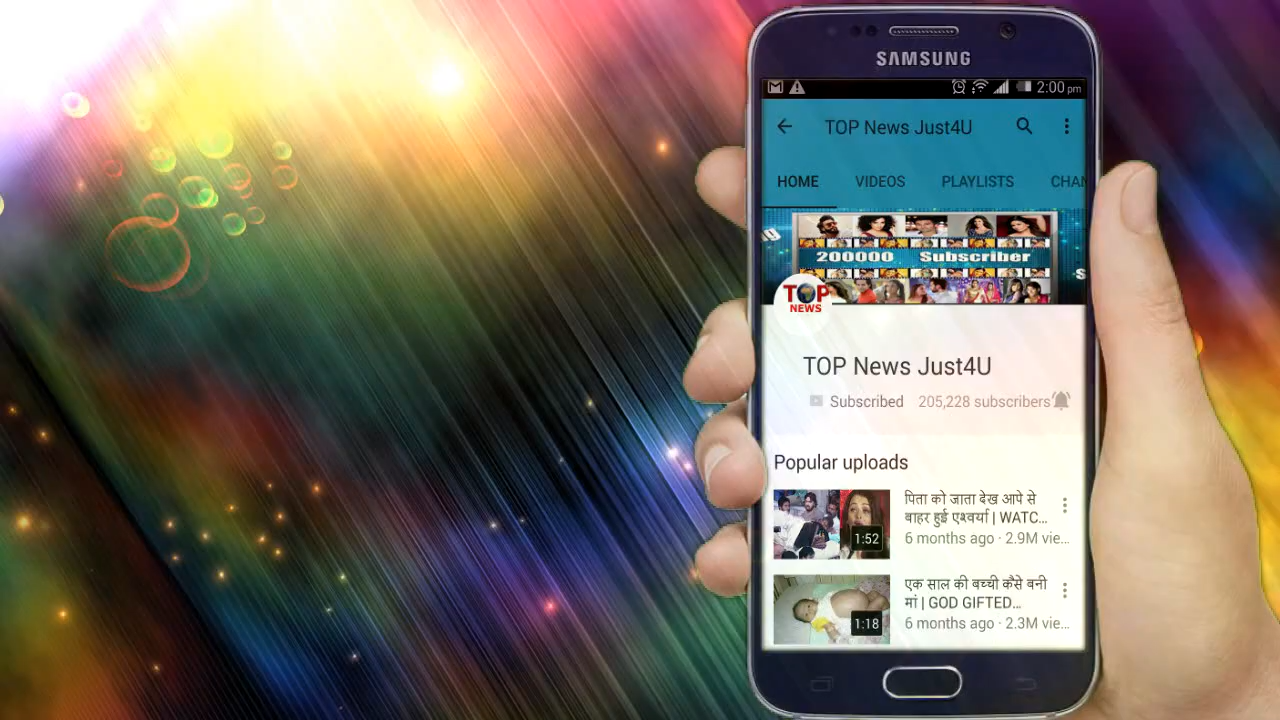 SAMSUNG
2:00 pm
TOP News Just4U
HOME VIDEOS PLAYLISTS CHAN
200000 Subscriber
S
TOP
NEWS
TOP News Just4U
Subscribed 205,228 subscribers
Popular uploads
पिता को जाता देख आपे से
बाहर हुई एश्वर्या | WATC...
1:52
6 months ago · 2.9M vie...
एक साल की बच्ची कैसे बनी
मां | GOD GIFTED...
1:18
6 months ago · 2.3M vie...